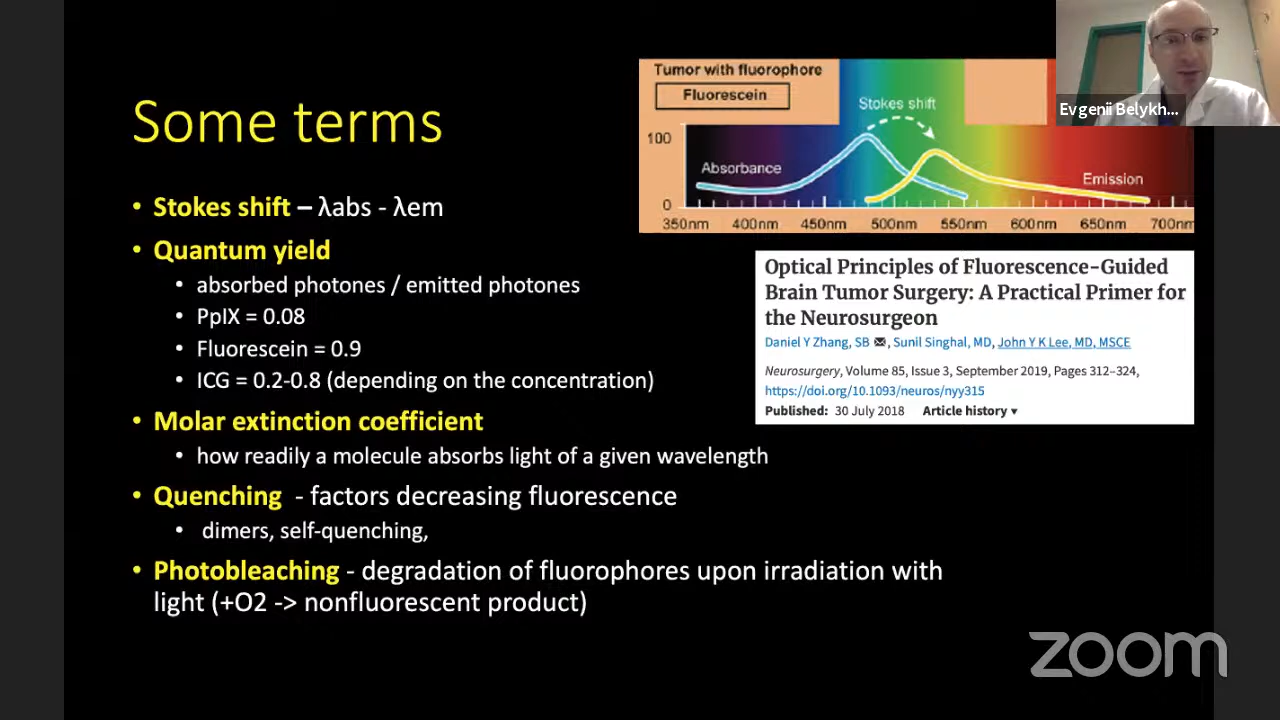 Some terms
• Stokes shift – λabs - λem
• Quantum yield
• absorbed photons / emitted photones
• PpIX = 0.08
• Fluorescein = 0.9
• ICG = 0.2-0.8 (depending on the concentration)
• Molar extinction coefficient
• how readily a molecule absorbs light of a given wavelength
• Quenching - factors decreasing fluorescence
• dimers, self-quenching,
• Photobleaching - degradation of fluorophores upon irradiation with
light (+O2 -> nonfluorescent product)
Tumor with fluorophore
Fluorescein
Stokes shift
100
Absorbance
Emission
0
350nm 400nm 450nm 500nm 550nm 600nm 650nm 700nm
Optical Principles of Fluorescence-Guided
Brain Tumor Surgery: A Practical Primer for
the Neurosurgeon
Daniel Y Zhang, SB ✉, Sunil Singhal, MD, John Y K Lee, MD, MSCE
Neurosurgery, Volume 85, Issue 3, September 2019, Pages 312–324,
https://doi.org/10.1093/neuros/nyy315
Published: 30 July 2018 Article history ▾
Evgenii Belykh...
zoom